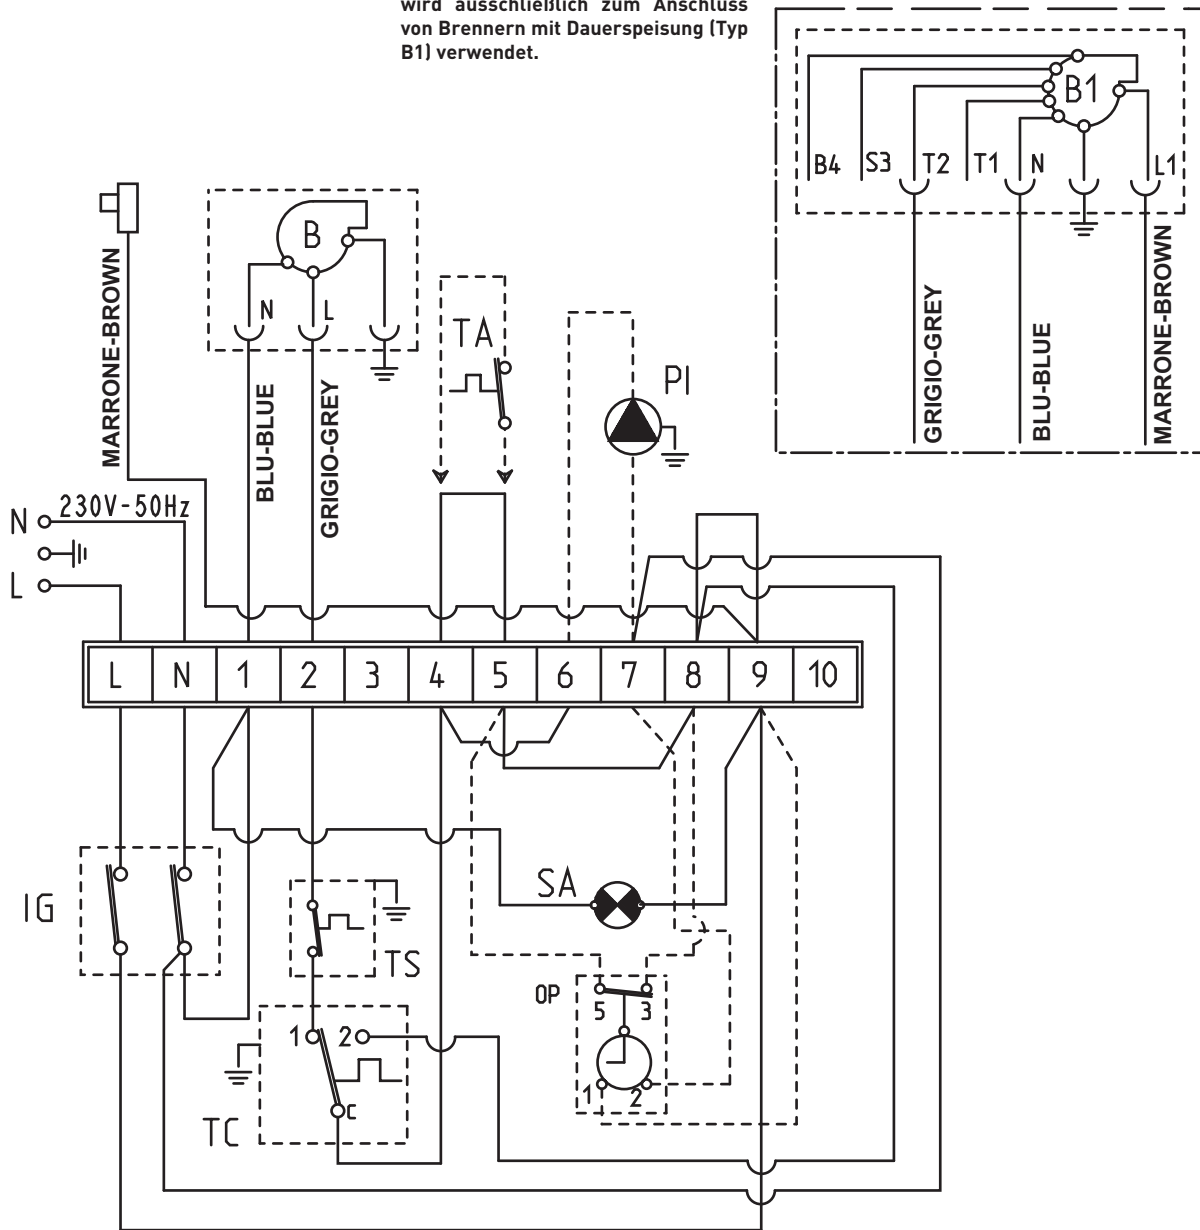 wird ausschließlich zum Anschluss
von Brennern mit Dauerspeisung (Typ
B1) verwendet.
B1
B4 S3 T2 T1 N L1
GRIGIO-GREY
BLU-BLUE
MARRONE-BROWN
MARRONE-BROWN
B
N L
BLU-BLUE
GRIGIO-GREY
TA
PI
N 230V-50Hz
L
L N 1 2 3 4 5 6 7 8 9 10
IG
TS
SA
OP
5 3
1 2
1 2
C
TC